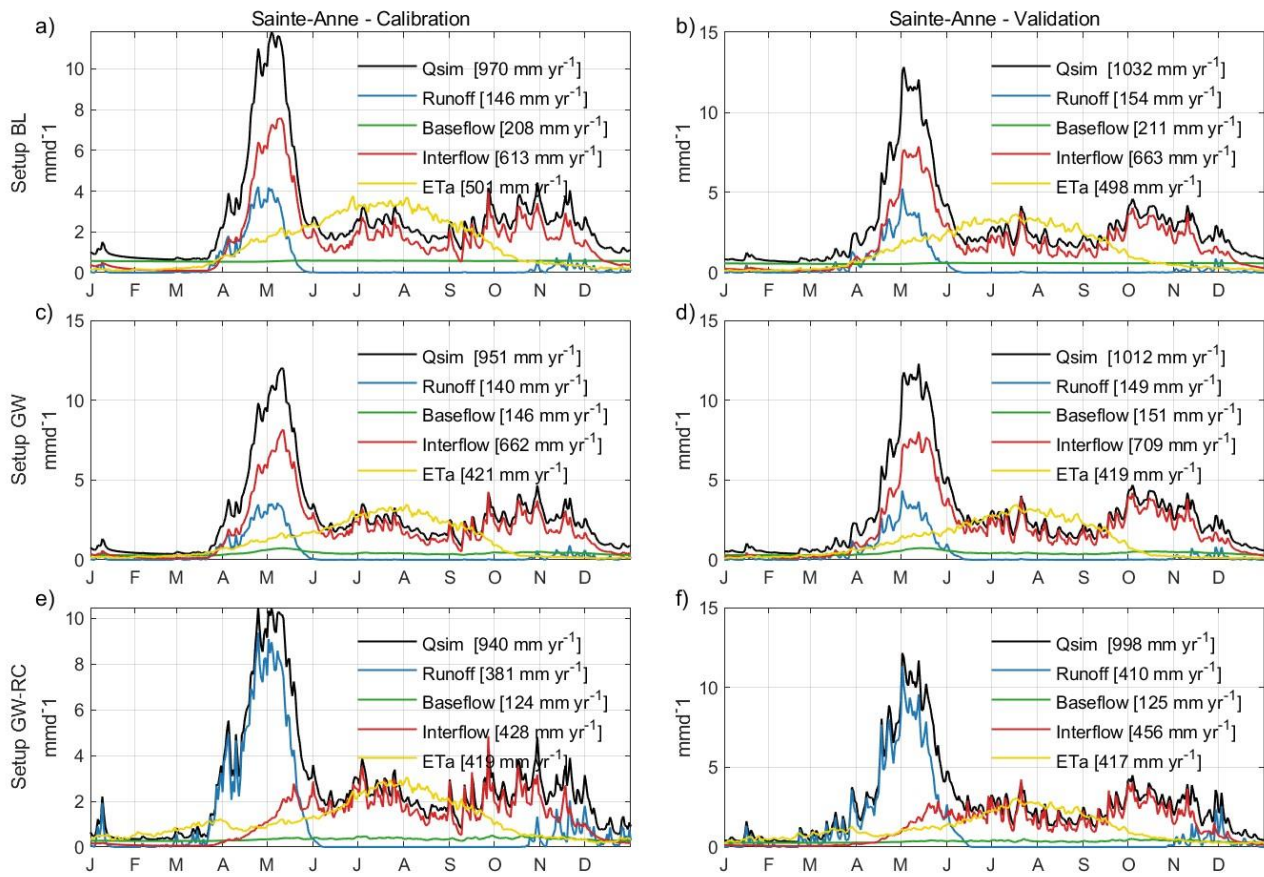 Sainte-Anne - Calibration
a)
Setup BL
mmd-1
10
8
6
4
2
0
Qsim [970 mm yr-1]
Runoff [146 mm yr-1]
Baseflow [208 mm yr-1]
Interflow [613 mm yr-1]
ETa [501 mm yr-1]
J F M A M J J A S O N D
Sainte-Anne - Validation
b)
mmd-1
15
10
5
0
Qsim [1032 mm yr-1]
Runoff [154 mm yr-1]
Baseflow [211 mm yr-1]
Interflow [663 mm yr-1]
ETa [498 mm yr-1]
J F M A M J J A S O N D
c)
Setup GW
mmd-1
15
10
5
0
Qsim [951 mm yr-1]
Runoff [140 mm yr-1]
Baseflow [146 mm yr-1]
Interflow [662 mm yr-1]
ETa [421 mm yr-1]
J F M A M J J A S O N D
d)
mmd-1
15
10
5
0
Qsim [1012 mm yr-1]
Runoff [149 mm yr-1]
Baseflow [151 mm yr-1]
Interflow [709 mm yr-1]
ETa [419 mm yr-1]
J F M A M J J A S O N D
e)
Setup GW-RC
mmd-1
10
8
6
4
2
0
Qsim [940 mm yr-1]
Runoff [381 mm yr-1]
Baseflow [124 mm yr-1]
Interflow [428 mm yr-1]
ETa [419 mm yr-1]
J F M A M J J A S O N D
f)
mmd-1
15
10
5
0
Qsim [998 mm yr-1]
Runoff [410 mm yr-1]
Baseflow [125 mm yr-1]
Interflow [456 mm yr-1]
ETa [417 mm yr-1]
J F M A M J J A S O N D